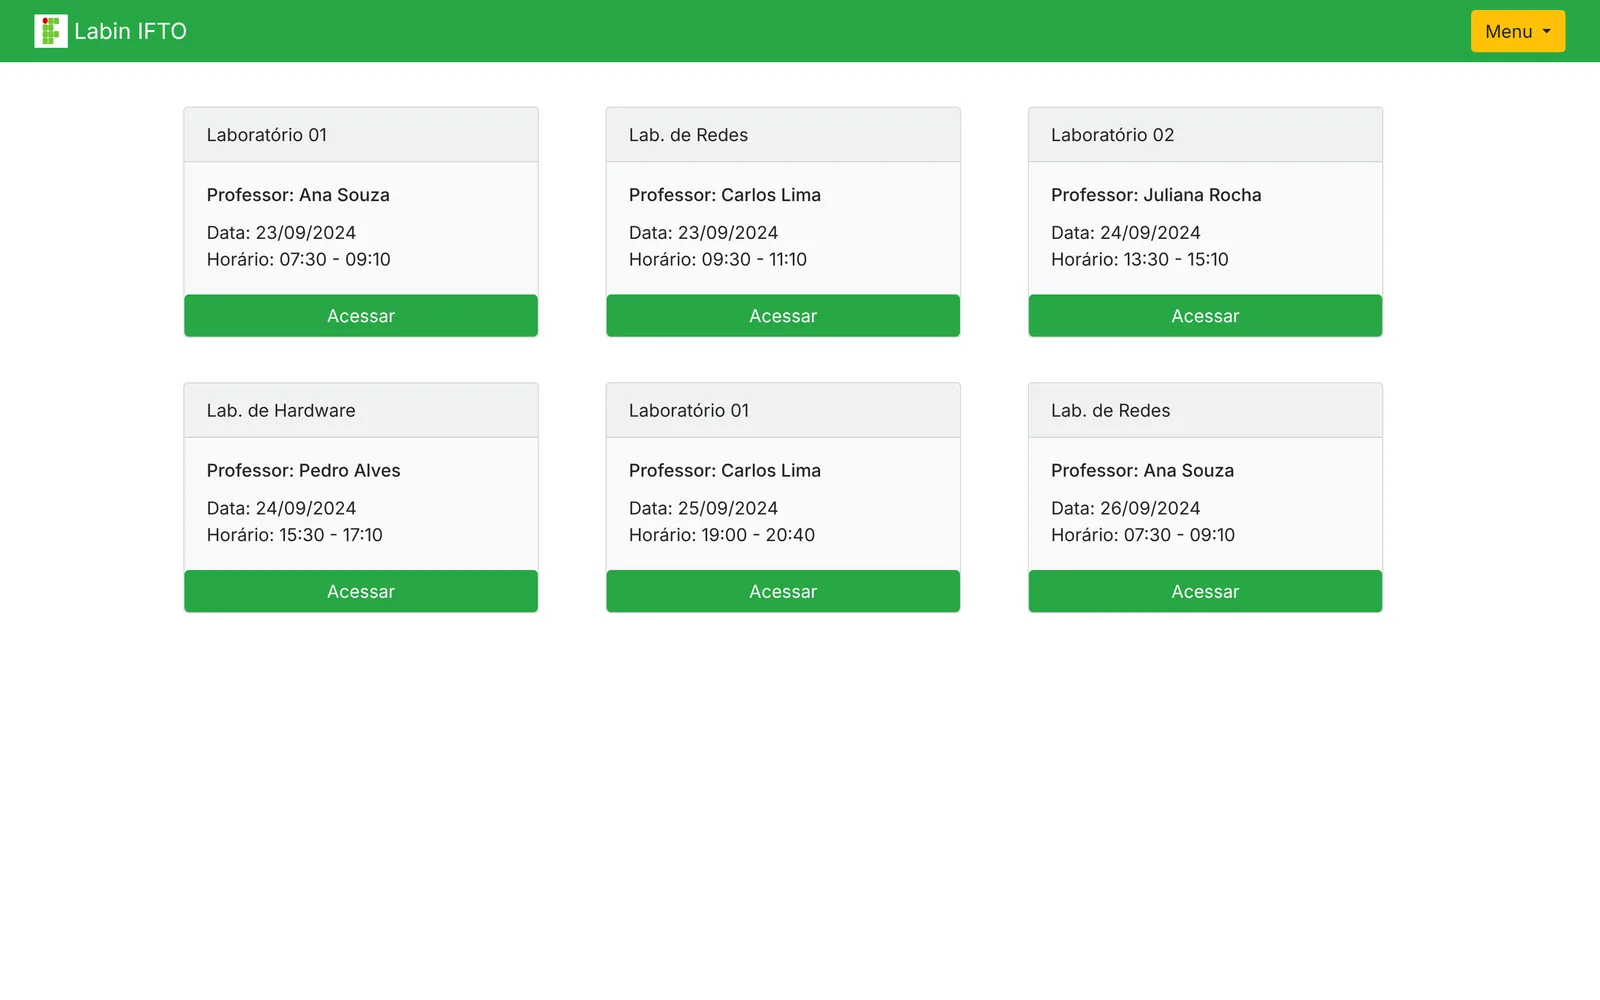 Labin IFTO
Menu
Laboratório 01
Professor: Ana Souza
Data: 23/09/2024
Horário: 07:30 - 09:10
Acessar
Lab. de Redes
Professor: Carlos Lima
Data: 23/09/2024
Horário: 09:30 - 11:10
Acessar
Laboratório 02
Professor: Juliana Rocha
Data: 24/09/2024
Horário: 13:30 - 15:10
Acessar
Lab. de Hardware
Professor: Pedro Alves
Data: 24/09/2024
Horário: 15:30 - 17:10
Acessar
Laboratório 01
Professor: Carlos Lima
Data: 25/09/2024
Horário: 19:00 - 20:40
Acessar
Lab. de Redes
Professor: Ana Souza
Data: 26/09/2024
Horário: 07:30 - 09:10
Acessar